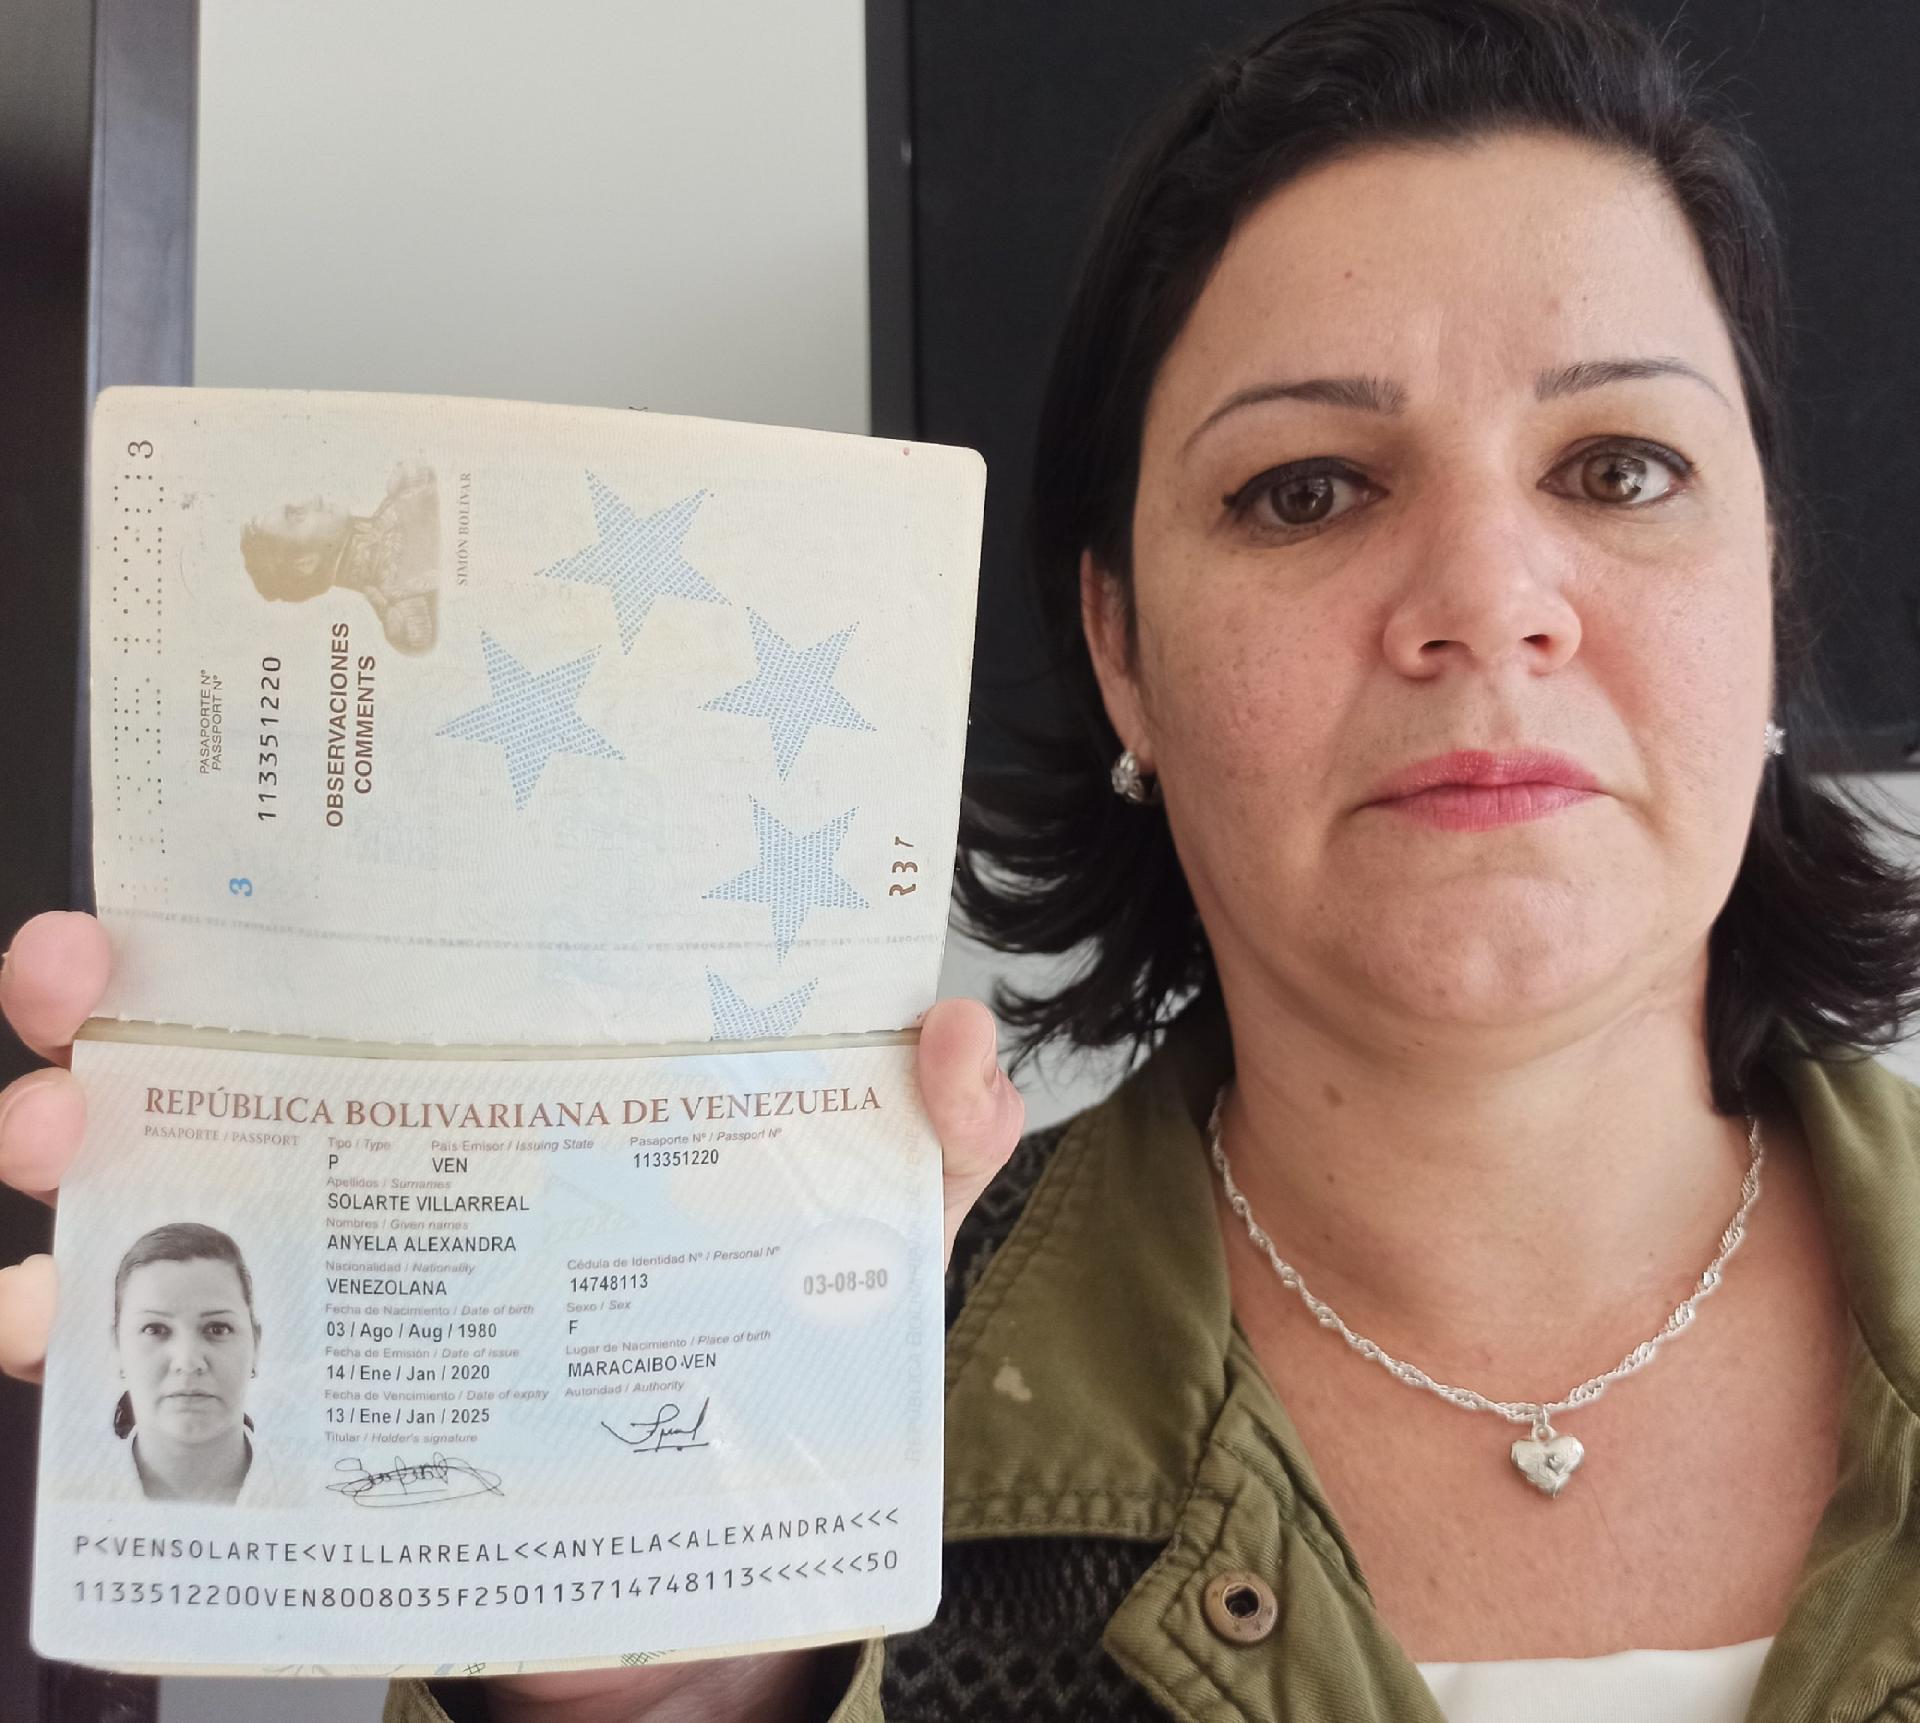 3
SIMÓN BOLÍVAR
PASAPORTE Nº
PASSPORT Nº
113351220
OBSERVACIONES
COMMENTS
3
REPÚBLICA BOLIVARIANA DE VENEZUELA
PASAPORTE / PASSPORT
Tipo / Type País Emisor / Issuing State Pasaporte Nº / Passport Nº
P VEN 113351220
Apellidos / Surnames
SOLARTE VILLARREAL
Nombres / Given names
ANYELA ALEXANDRA
Nacionalidad / Nationality Cédula de Identidad Nº / Personal Nº
VENEZOLANA 14748113 03-08-80
Fecha de Nacimiento / Date of birth Sexo / Sex
03 / Ago / Aug / 1980 F
Fecha de Emisión / Date of issue Lugar de Nacimiento / Place of birth
14 / Ene / Jan / 2020 MARACAIBO-VEN
Fecha de Vencimiento / Date of expiry Autoridad / Authority
13 / Ene / Jan / 2025
Titular / Holder's signature
P<VENSOLARTE<VILLARREAL<<ANYELA<ALEXANDRA<<<
1133512200VEN8008035F250113714748113<<<<<<50